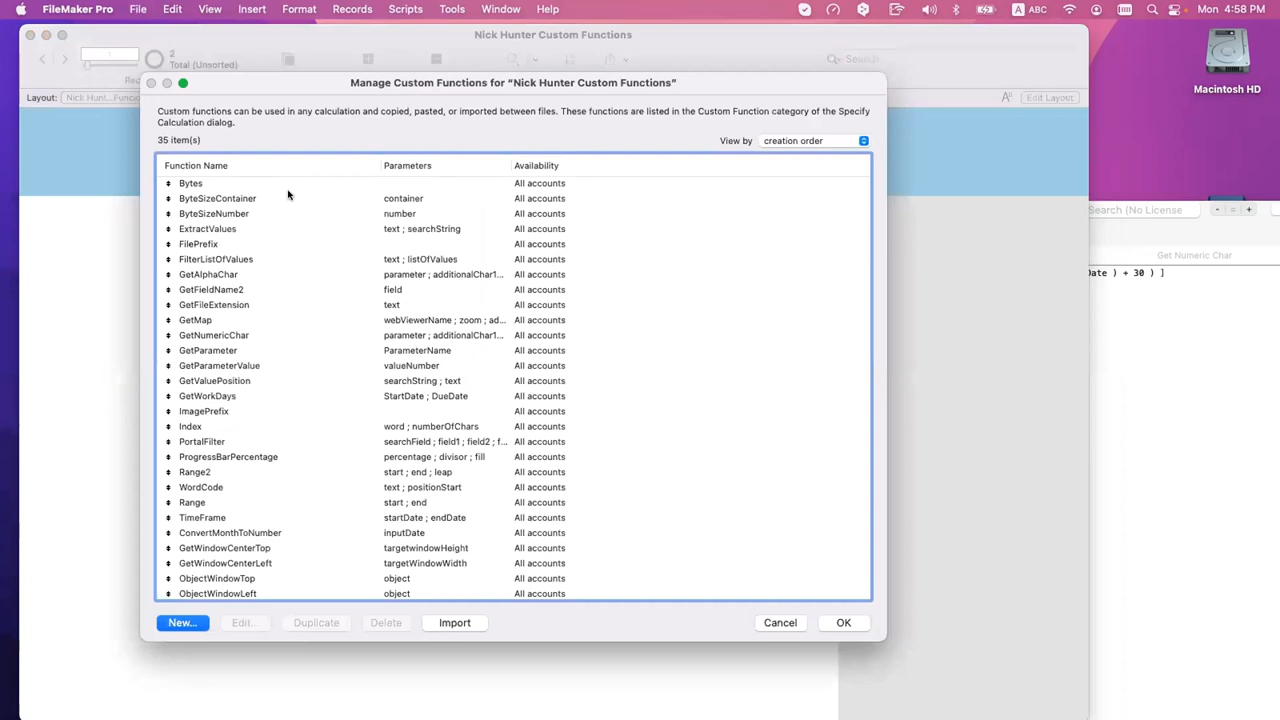 FileMaker Pro File Edit View Insert Format Records Scripts Tools Window Help ABC Mon. 4:58 PM
Nick Hunter Custom Functions
1 2 Total (Unsorted) Search
Layout: Nick Hunt... Edit Layout
Macintosh HD
Manage Custom Functions for “Nick Hunter Custom Functions”
Custom functions can be used in any calculation and copied, pasted, or imported between files. These functions are listed in the Custom Function category of the Specify
Calculation dialog.
35 item(s) View by creation order
Function Name Parameters Availability
Bytes All accounts
ByteSizeContainer container All accounts
ByteSizeNumber number All accounts
ExtractValues text ; searchString All accounts
FilePrefix All accounts
FilterListOfValues text ; listOfValues All accounts
GetAlphaChar parameter ; additionalChar1... All accounts
GetFieldName2 field All accounts
GetFileExtension text All accounts
GetMap webViewerName ; zoom ; ad... All accounts
GetNumericChar parameter ; additionalChar1... All accounts
GetParameter ParameterName All accounts
GetParameterValue valueNumber All accounts
GetValuePosition searchString ; text All accounts
GetWorkDays StartDate ; DueDate All accounts
ImagePrefix All accounts
Index word ; numberOfChars All accounts
PortalFilter searchField ; field1 ; field2 ; f... All accounts
ProgressBarPercentage percentage ; divisor ; fill All accounts
Range2 start ; end ; leap All accounts
WordCode text ; positionStart All accounts
Range start ; end All accounts
TimeFrame startDate ; endDate All accounts
ConvertMonthToNumber inputDate All accounts
GetWindowCenterTop targetwindowHeight All accounts
GetWindowCenterLeft targetWindowWidth All accounts
ObjectWindowTop object All accounts
ObjectWindowLeft object All accounts
New... Edit... Duplicate Delete Import Cancel OK
Search (No License - = +
Get Numeric Char
Date ) + 30 ) ]